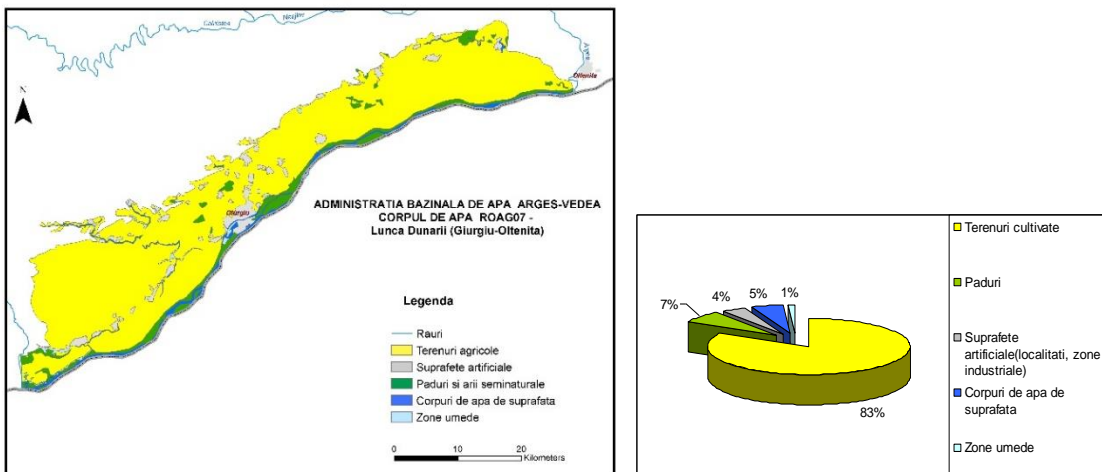 Calnistea
Neajlov
Arges
Oltenita
N
Giurgiu
ADMINISTRATIA BAZINALA DE APA ARGES-VEDEA
CORPUL DE APA ROAG07 -
Lunca Dunarii (Giurgiu-Oltenita)
Legenda
Rauri
Terenuri agricole
Suprafete artificiale
Paduri si arii seminaturale
Corpuri de apa de suprafata
Zone umede
0 10 20
Kilometers
7%
4%
5%
1%
83%
Terenuri cultivate
Paduri
Suprafete
artificiale(localitati, zone
industriale)
Corpuri de apa de
suprafata
Zone umede